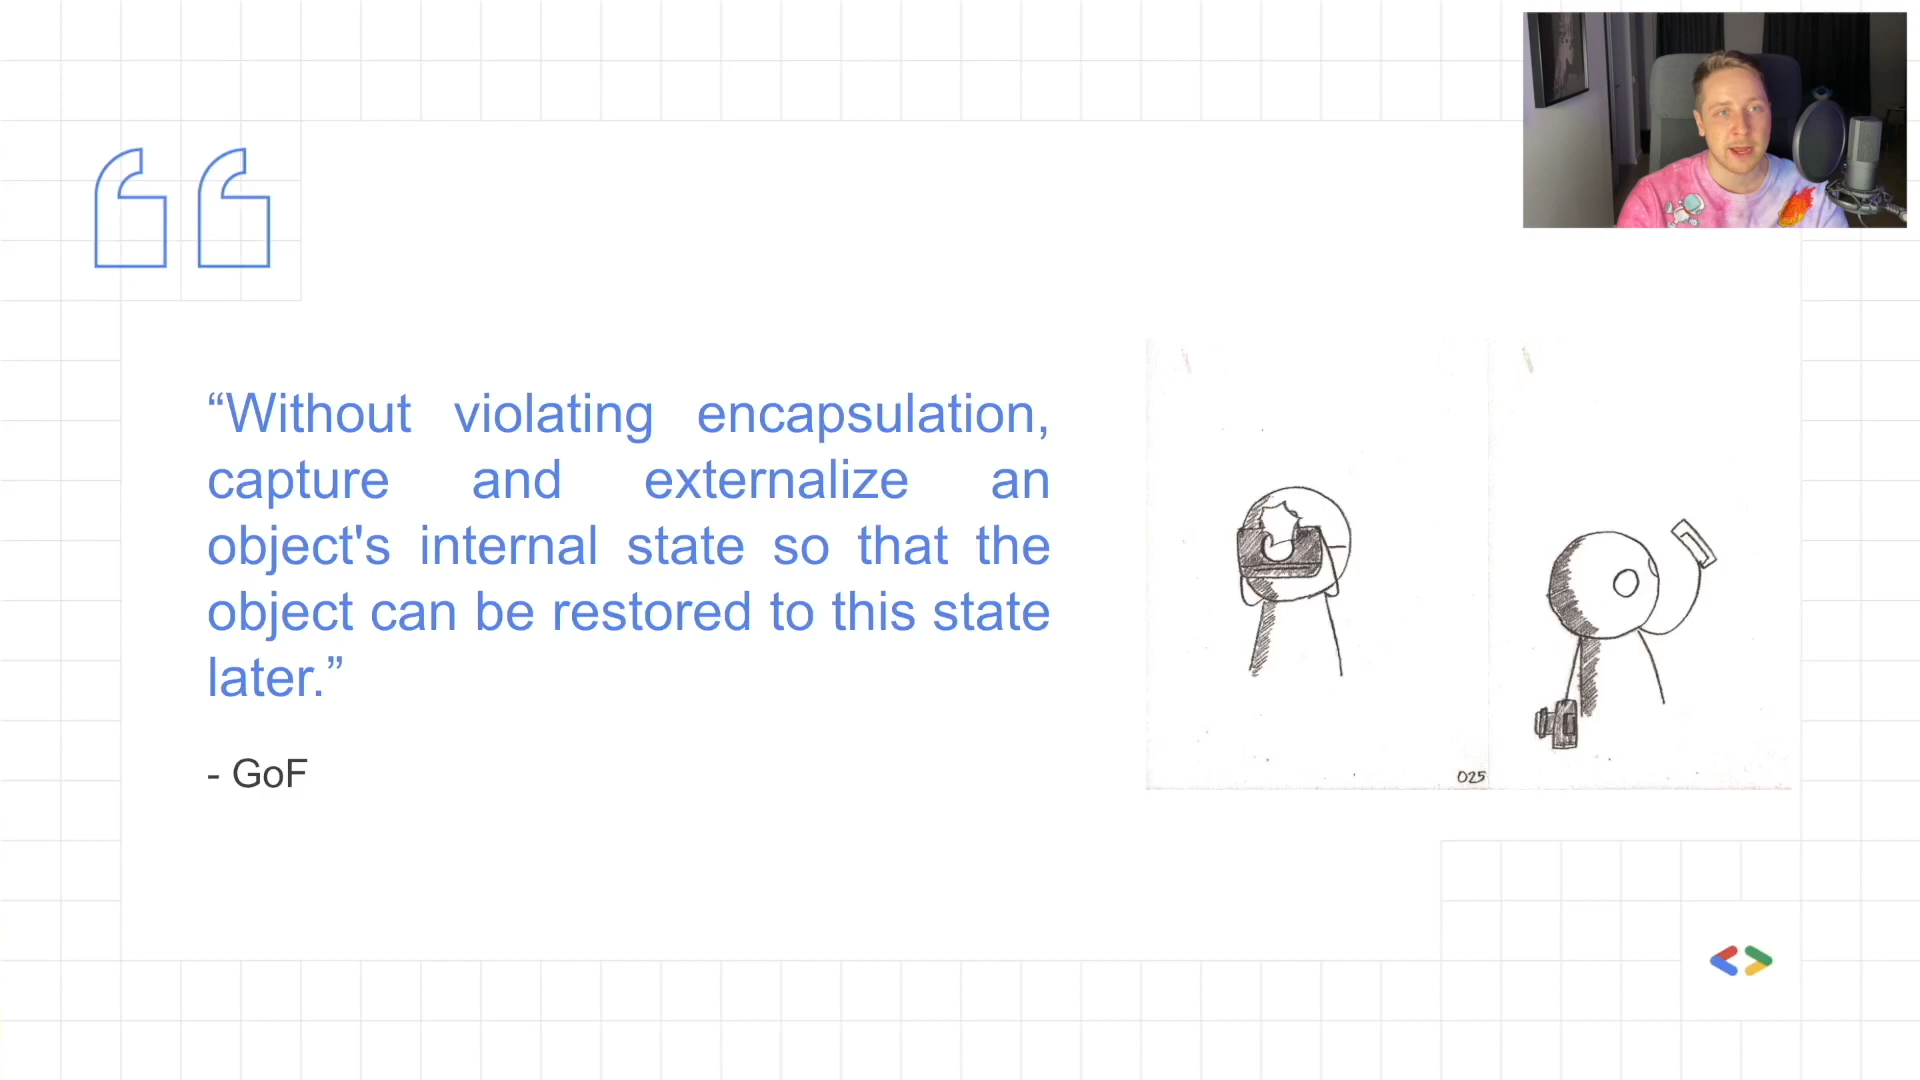 “Without violating encapsulation,
capture and externalize an
object's internal state so that the
object can be restored to this state
later.”
- GoF
025